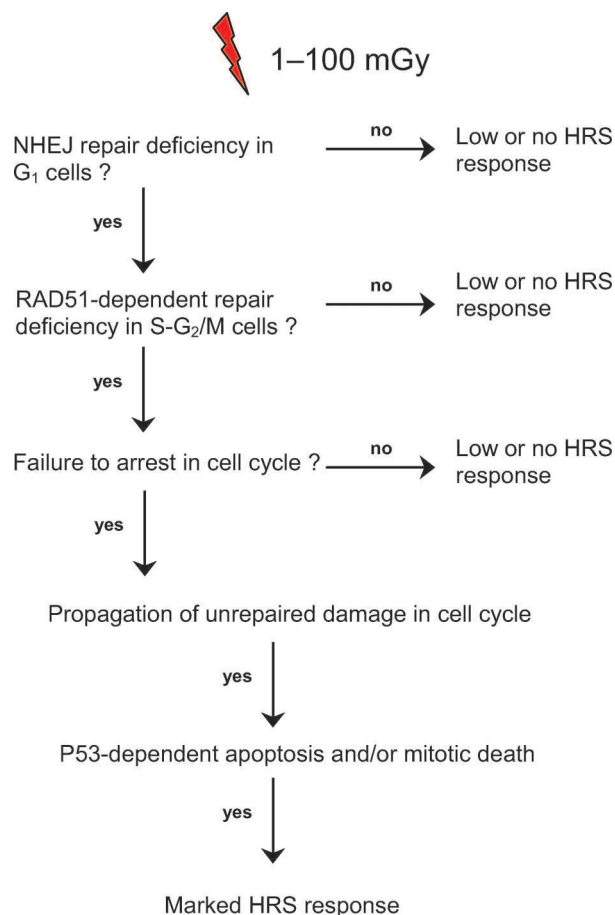 1–100 mGy
NHEJ repair deficiency in
G₁ cells ?
no
Low or no HRS
response
yes
RAD51-dependent repair
deficiency in S-G₂/M cells ?
no
Low or no HRS
response
yes
Failure to arrest in cell cycle ?
no
Low or no HRS
response
yes
Propagation of unrepaired damage in cell cycle
yes
P53-dependent apoptosis and/or mitotic death
yes
Marked HRS response